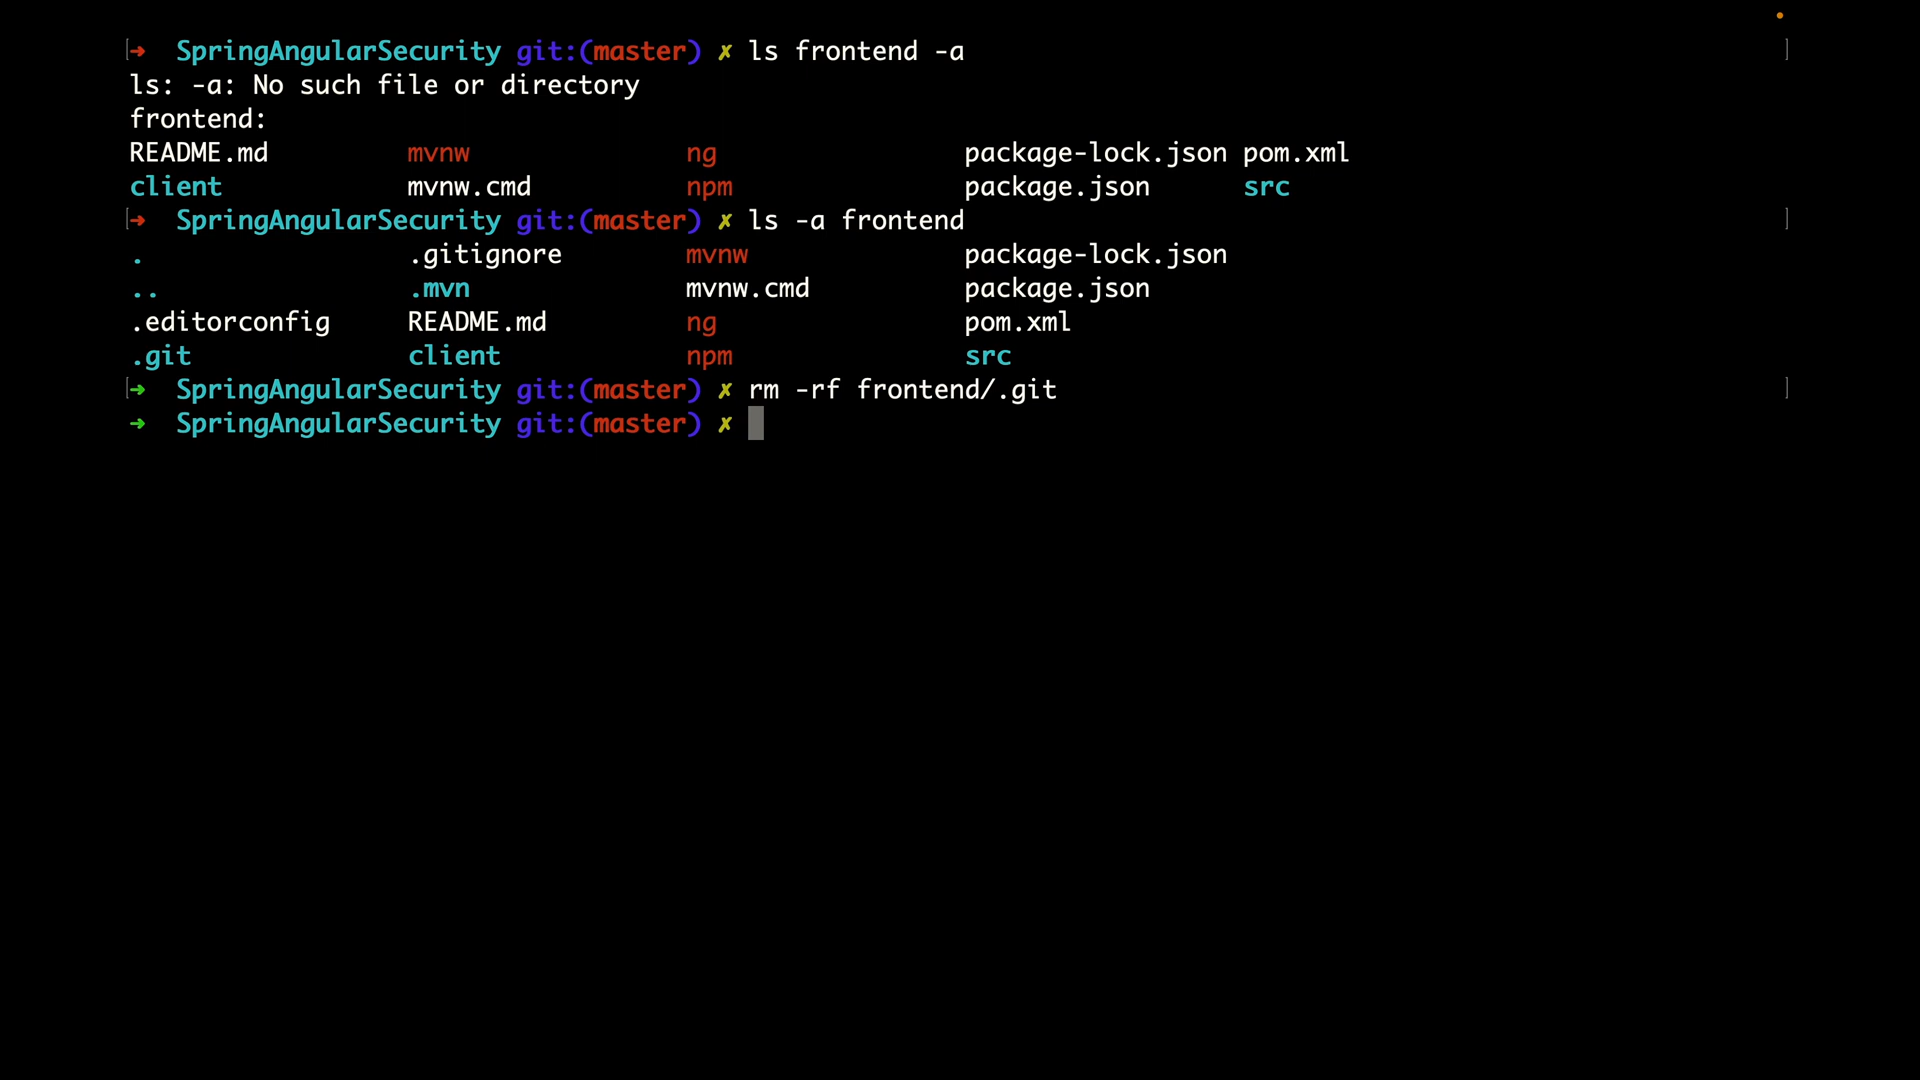 [➜  SpringAngularSecurity git:(master) ✗ ls frontend -a ]
ls: -a: No such file or directory
frontend:
README.md mvnw ng package-lock.json pom.xml
client mvnw.cmd npm package.json src
[➜  SpringAngularSecurity git:(master) ✗ ls -a frontend ]
. .gitignore mvnw package-lock.json
.. .mvn mvnw.cmd package.json
.editorconfig README.md ng pom.xml
.git client npm src
[➜  SpringAngularSecurity git:(master) ✗ rm -rf frontend/.git ]
➜  SpringAngularSecurity git:(master) ✗